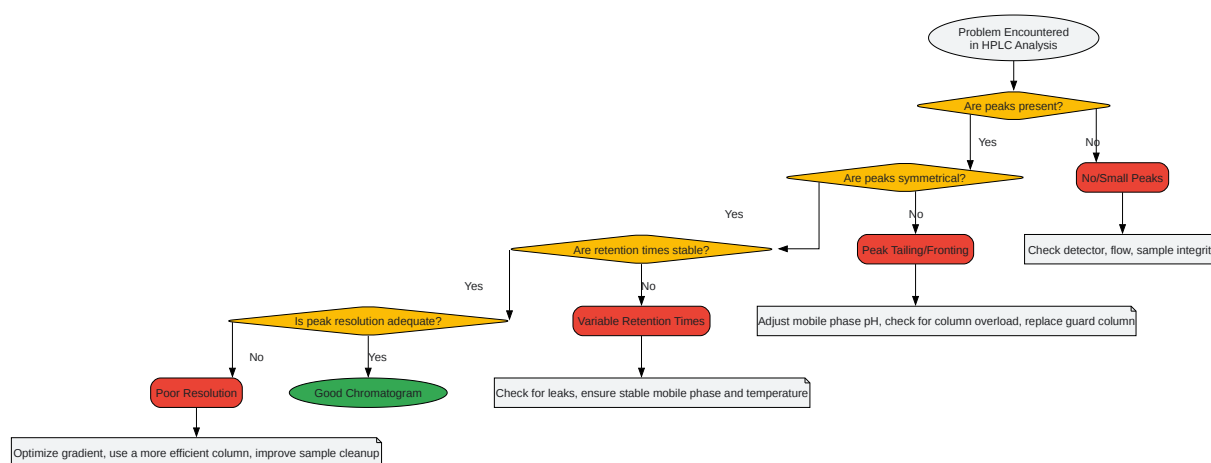 Problem Encountered
in HPLC Analysis
Are peaks present?
Yes
No
Are peaks symmetrical?
No/Small Peaks
Yes
No
Are retention times stable?
Peak Tailing/Fronting
Check detector, flow, sample integrit
Yes
No
Is peak resolution adequate?
Variable Retention Times
Adjust mobile phase pH, check for column overload, replace guard column
No
Yes
Poor Resolution
Good Chromatogram
Check for leaks, ensure stable mobile phase and temperature
Optimize gradient, use a more efficient column, improve sample cleanup